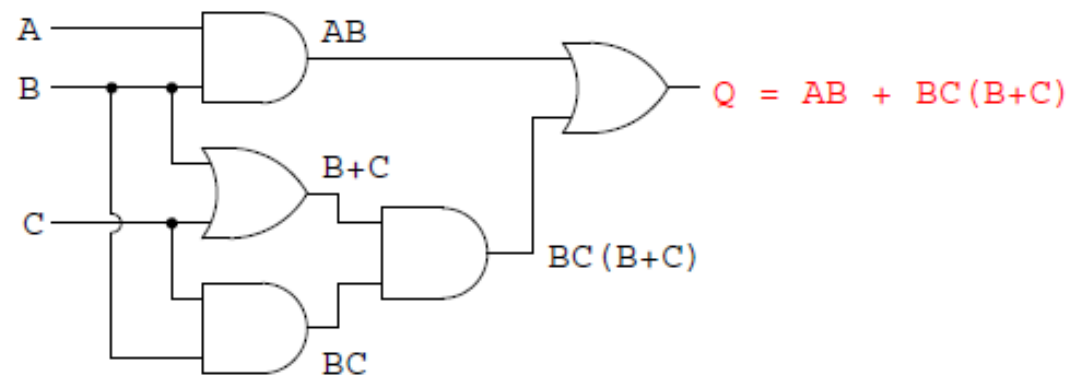 A
AB
B
Q = AB + BC(B+C)
B+C
C
BC(B+C)
BC